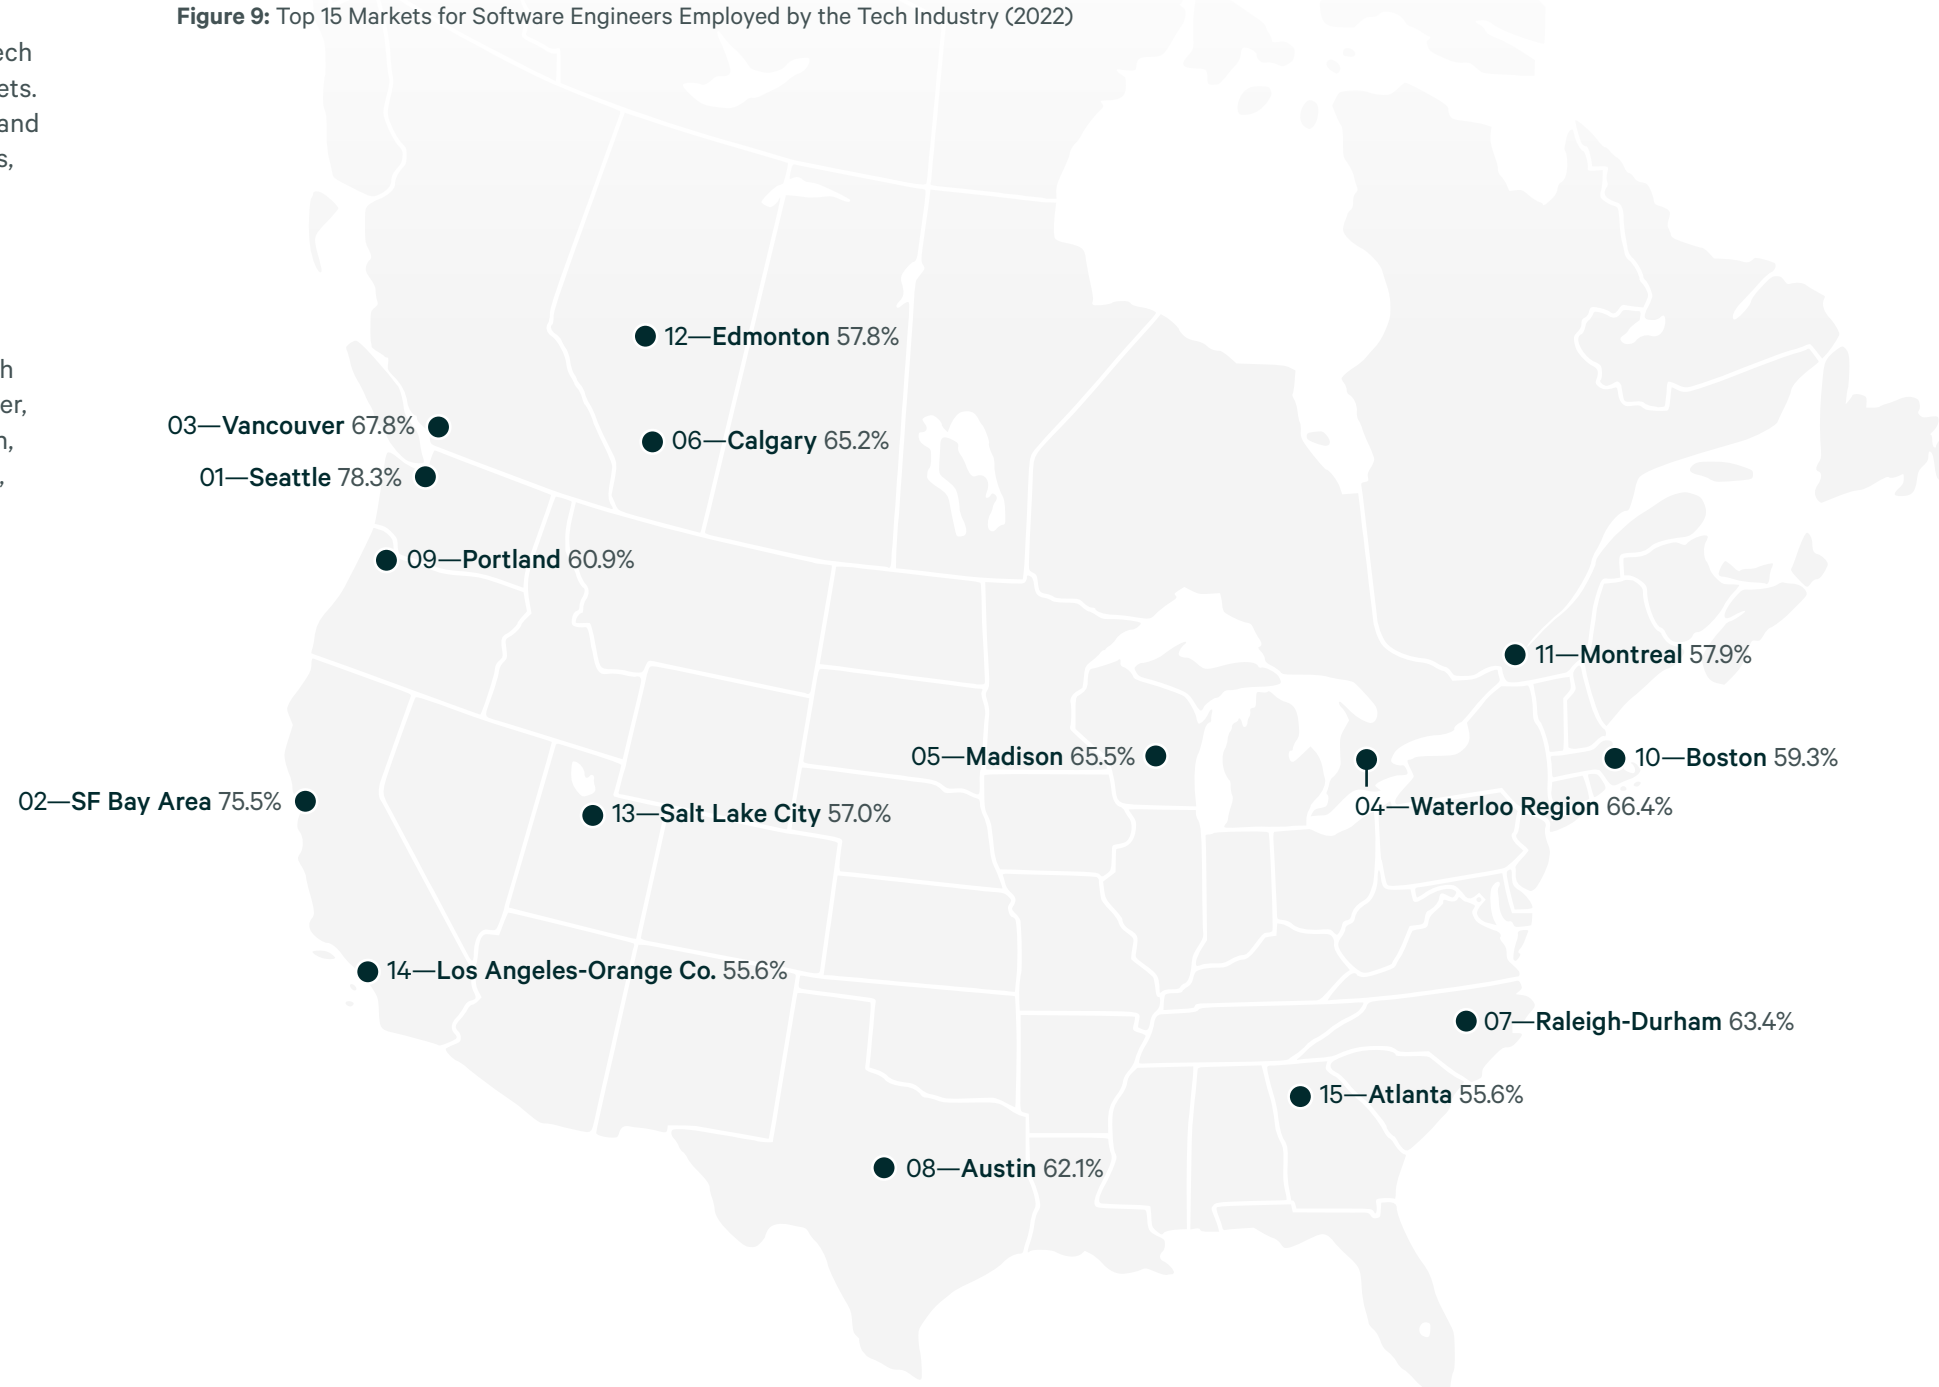 Figure 9: Top 15 Markets for Software Engineers Employed by the Tech Industry (2022)
ets.
and
s,
h
er,
n,
,
12—Edmonton 57.8%
03—Vancouver 67.8%
06—Calgary 65.2%
01—Seattle 78.3%
09—Portland 60.9%
11—Montreal 57.9%
05—Madison 65.5%
10—Boston 59.3%
02—SF Bay Area 75.5%
13—Salt Lake City 57.0%
04—Waterloo Region 66.4%
14—Los Angeles-Orange Co. 55.6%
07—Raleigh-Durham 63.4%
15—Atlanta 55.6%
08—Austin 62.1%